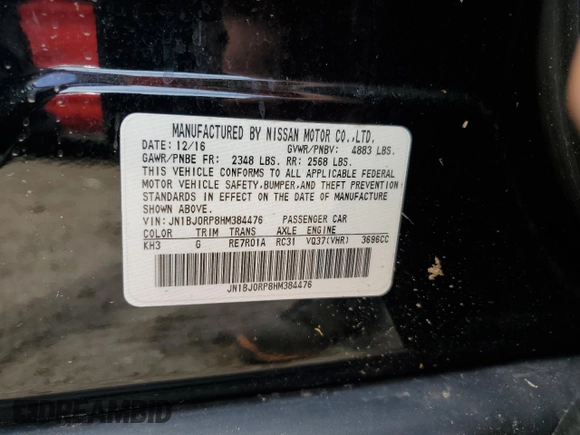 MANUFACTURED BY NISSAN MOTOR CO.,LTD.
DATE: 12/16 GVWR/PNBV: 4883 LBS.
GAWR/PNBE FR: 2348 LBS. RR: 2568 LBS.
THIS VEHICLE CONFORMS TO ALL APPLICABLE FEDERAL
MOTOR VEHICLE SAFETY,BUMPER,AND THEFT PREVENTION
STANDARDS IN EFFECT ON THE DATE OF MANUFACTURE
SHOWN ABOVE.
VIN: JN1BJ0RP8HM384476 PASSENGER CAR
COLOR TRIM TRANS AXLE ENGINE
KH3 G RE7R01A RC31 VQ37(VHR) 3696CC
JN1BJ0RP8HM384476
DREAMBID